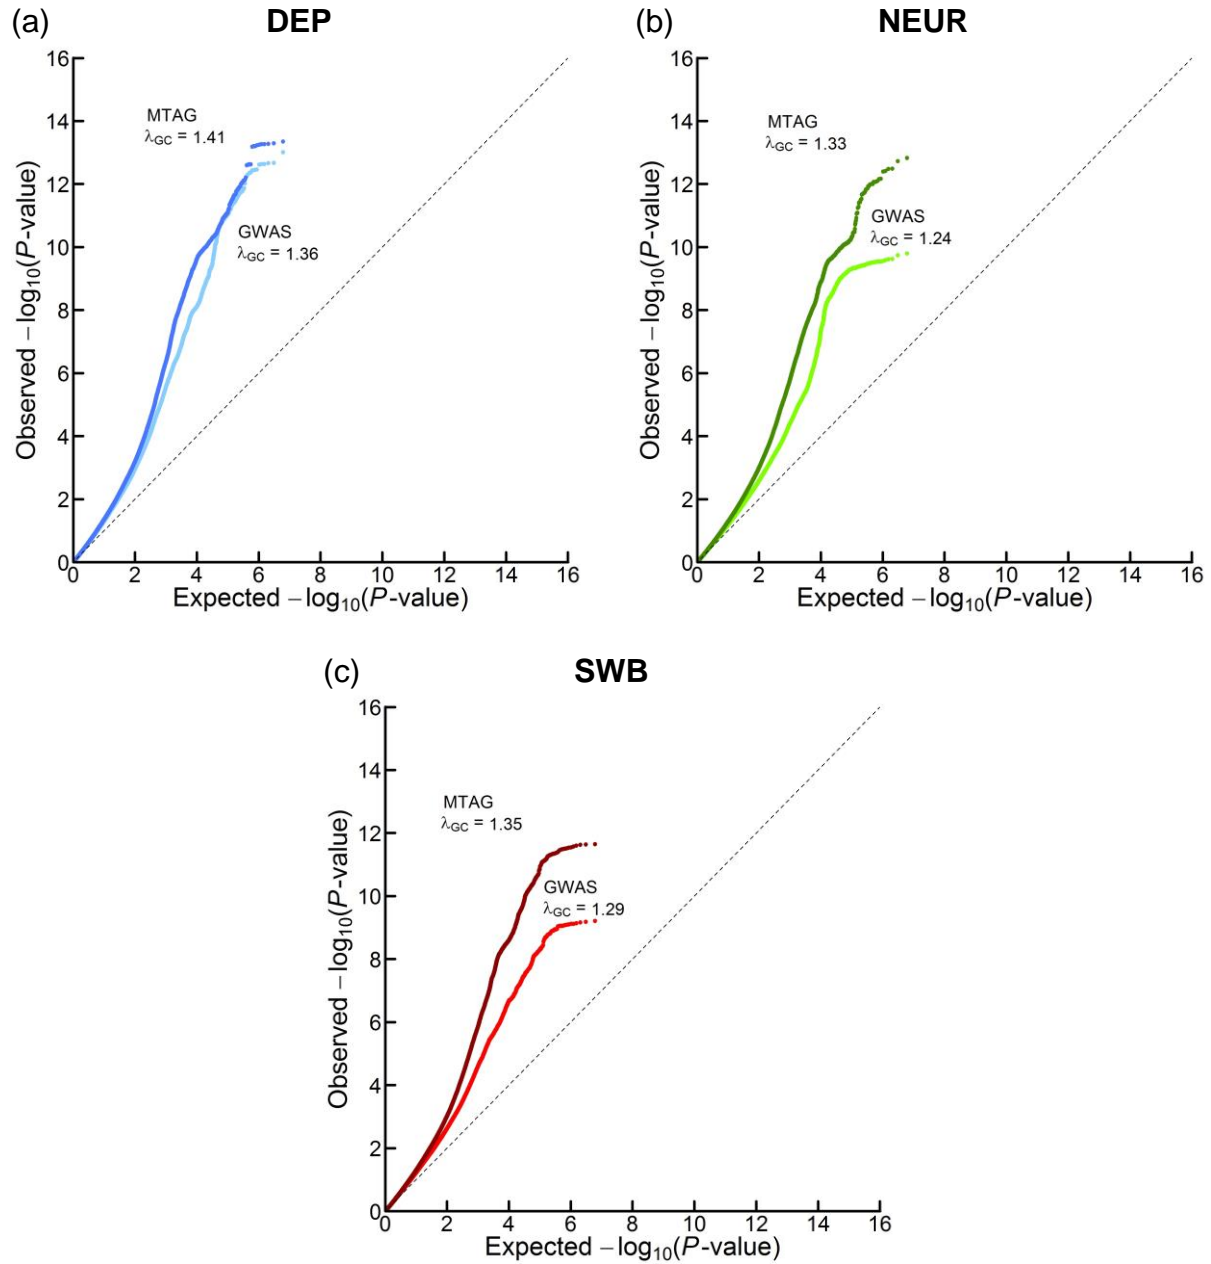 (a) DEP
16
14
12
10
8
6
4
2
0
Observed −log10(P-value)
MTAG
λGC = 1.41
GWAS
λGC = 1.36
0 2 4 6 8 10 12 14 16
Expected −log10(P-value)
(b) NEUR
16
14
12
10
8
6
4
2
0
Observed −log10(P-value)
MTAG
λGC = 1.33
GWAS
λGC = 1.24
0 2 4 6 8 10 12 14 16
Expected −log10(P-value)
(c) SWB
16
14
12
10
8
6
4
2
0
Observed −log10(P-value)
MTAG
λGC = 1.35
GWAS
λGC = 1.29
0 2 4 6 8 10 12 14 16
Expected −log10(P-value)